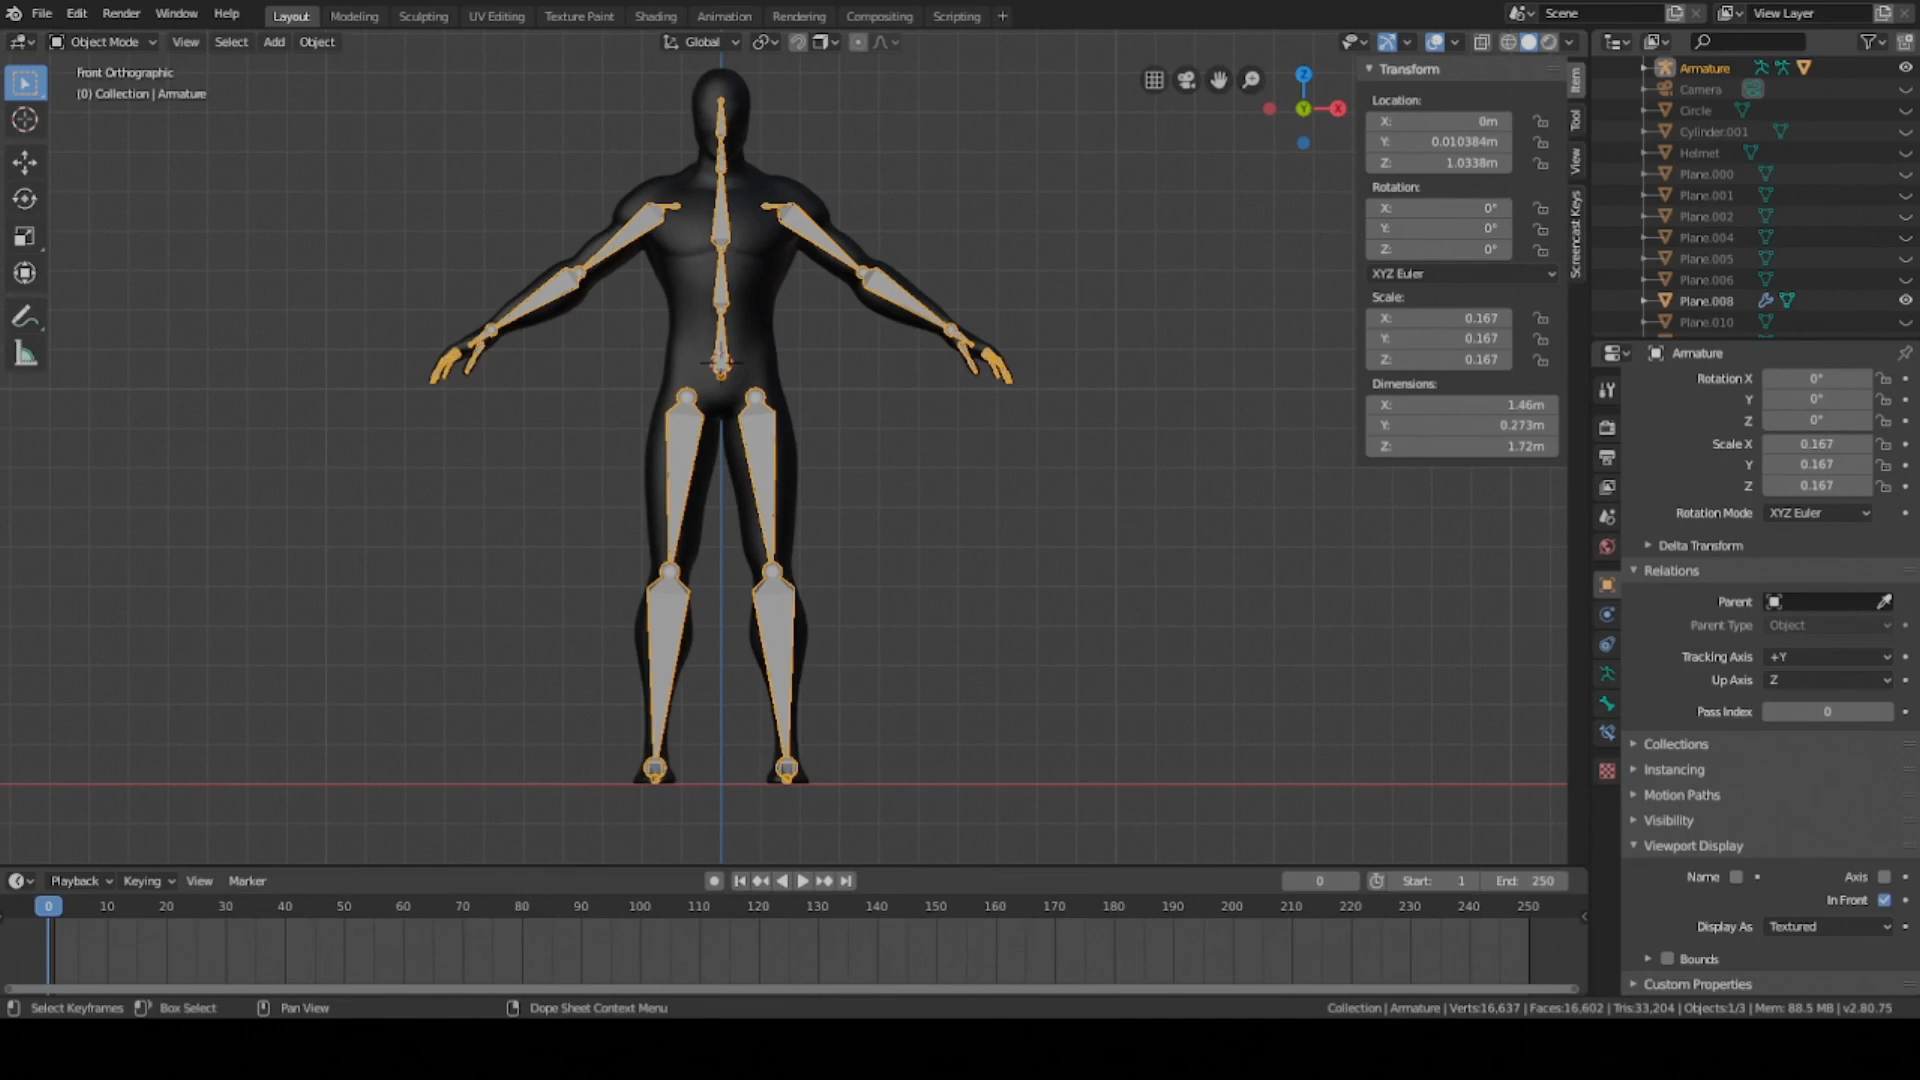 File Edit Render Window Help Layout Modeling Sculpting UV Editing Texture Paint Shading Animation Rendering Compositing Scripting + Scene View Layer
Object Mode View Select Add Object Global
Front Orthographic
(0) Collection | Armature
Z
Y
X
Transform
Location:
X: 0m
Y: 0.010384m
Z: 1.0338m
Rotation:
X: 0°
Y: 0°
Z: 0°
XYZ Euler
Scale:
X: 0.167
Y: 0.167
Z: 0.167
Dimensions:
X: 1.46m
Y: 0.273m
Z: 1.72m
Item
Tool
View
Screencast Keys
Armature
Camera
Circle
Cylinder.001
Helmet
Plane.000
Plane.001
Plane.002
Plane.004
Plane.005
Plane.006
Plane.008
Plane.010
Armature
Rotation X 0°
Y 0°
Z 0°
Scale X 0.167
Y 0.167
Z 0.167
Rotation Mode XYZ Euler
Delta Transform
Relations
Parent
Parent Type Object
Tracking Axis +Y
Up Axis Z
Pass Index 0
Collections
Instancing
Motion Paths
Visibility
Viewport Display
Name Axis
In Front
Display As Textured
Bounds
Custom Properties
Playback Keying View Marker 0 Start: 1 End: 250
0 10 20 30 40 50 60 70 80 90 100 110 120 130 140 150 160 170 180 190 200 210 220 230 240 250
Select Keyframes Box Select Pan View Dope Sheet Context Menu Collection | Armature | Verts:16,637 | Faces:16,602 | Tris:33,204 | Objects:1/3 | Mem: 88.5 MB | v2.80.75